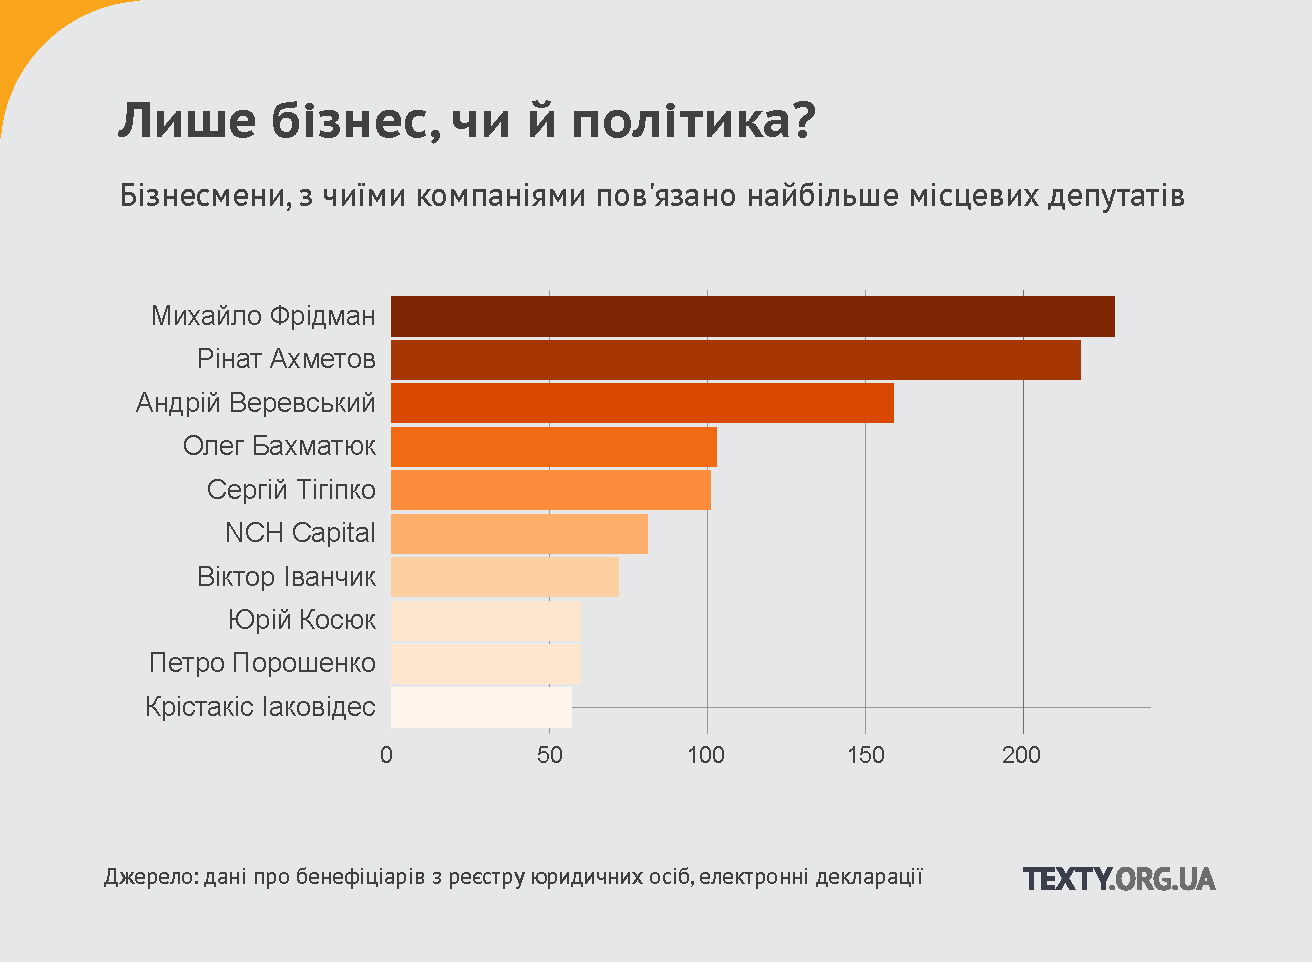 Лише бізнес, чи й політика?
Бізнесмени, з чиїми компаніями пов'язано найбільше місцевих депутатів
Михайло Фрідман
Рінат Ахметов
Андрій Веревський
Олег Бахматюк
Сергій Тігіпко
NCH Capital
Віктор Іванчик
Юрій Косюк
Петро Порошенко
Крістакіс Іаковідес
0 50 100 150 200
Джерело: дані про бенефіціарів з реєстру юридичних осіб, електронні декларації
TEXTY.ORG.UA